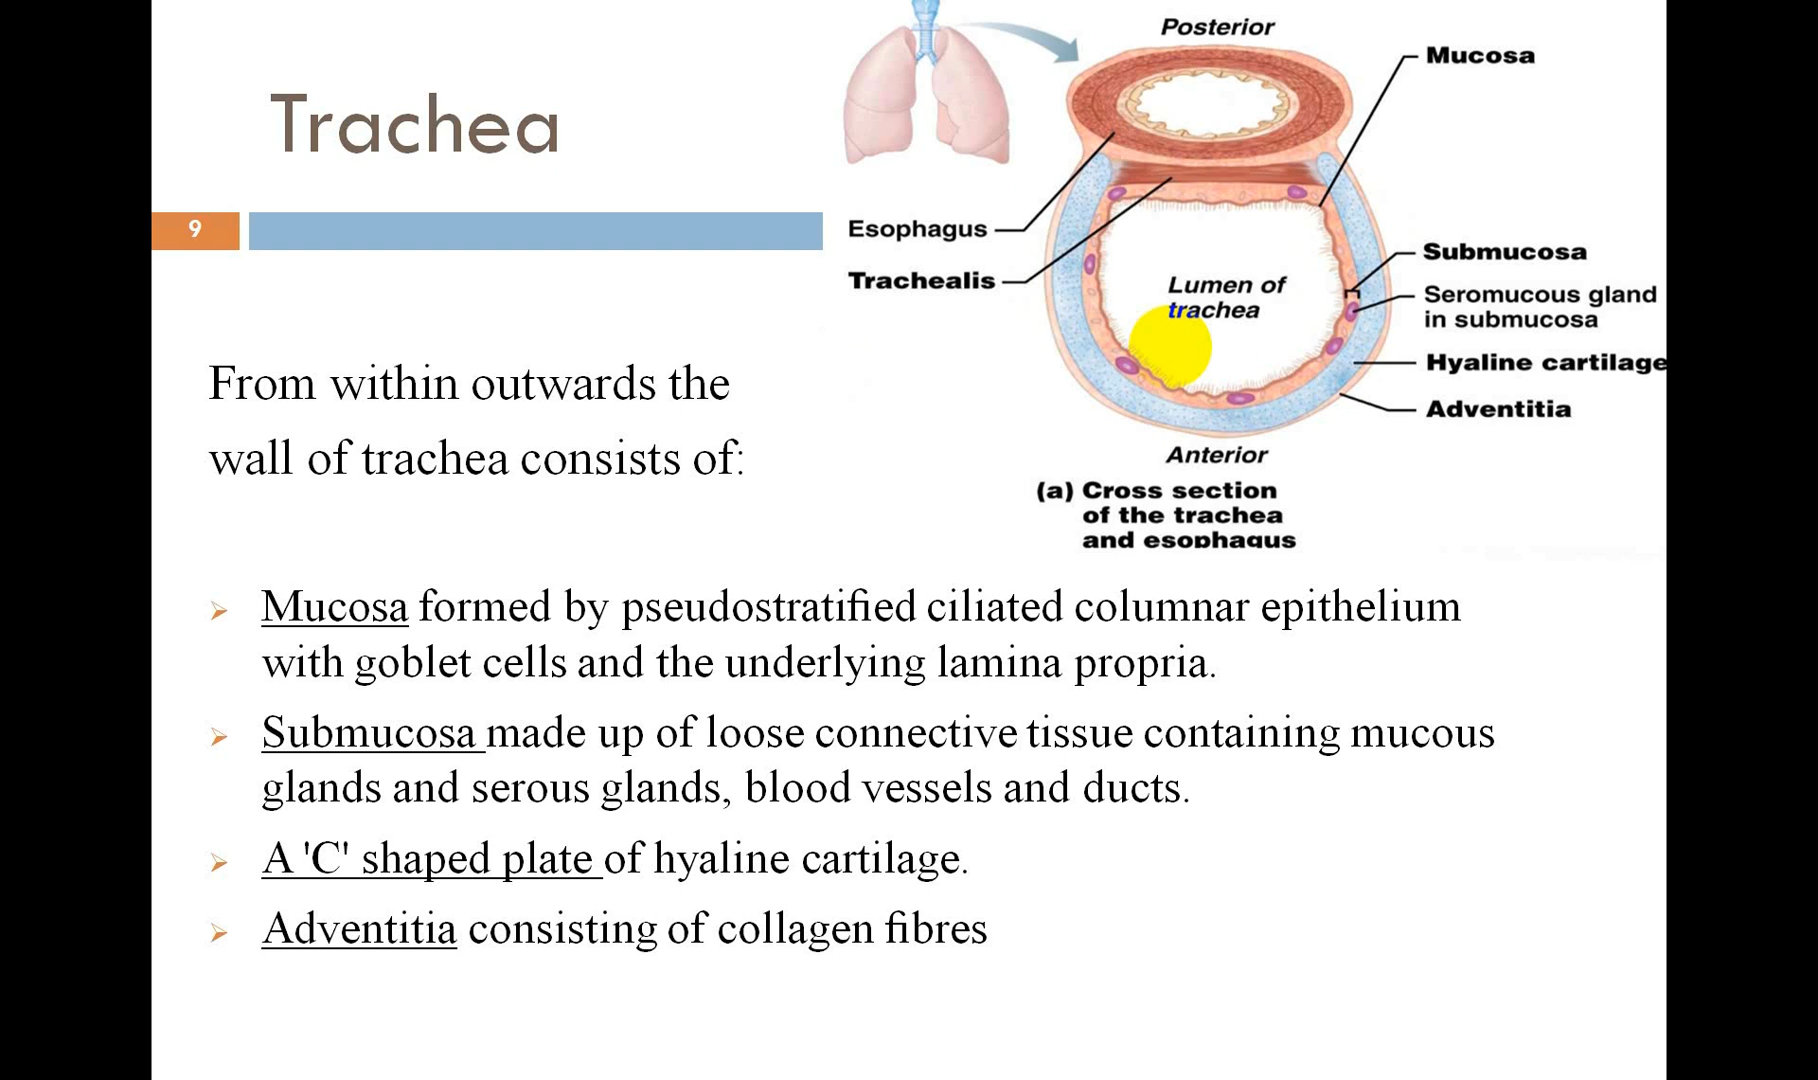 Trachea
9
From within outwards the
wall of trachea consists of:
Posterior
Mucosa
Esophagus
Trachealis
Lumen of
trachea
Submucosa
Seromucous gland
in submucosa
Hyaline cartilage
Adventitia
Anterior
(a) Cross section
of the trachea
and esophagus
Mucosa formed by pseudostratified ciliated columnar epithelium
with goblet cells and the underlying lamina propria.
Submucosa made up of loose connective tissue containing mucous
glands and serous glands, blood vessels and ducts.
A 'C' shaped plate of hyaline cartilage.
Adventitia consisting of collagen fibres